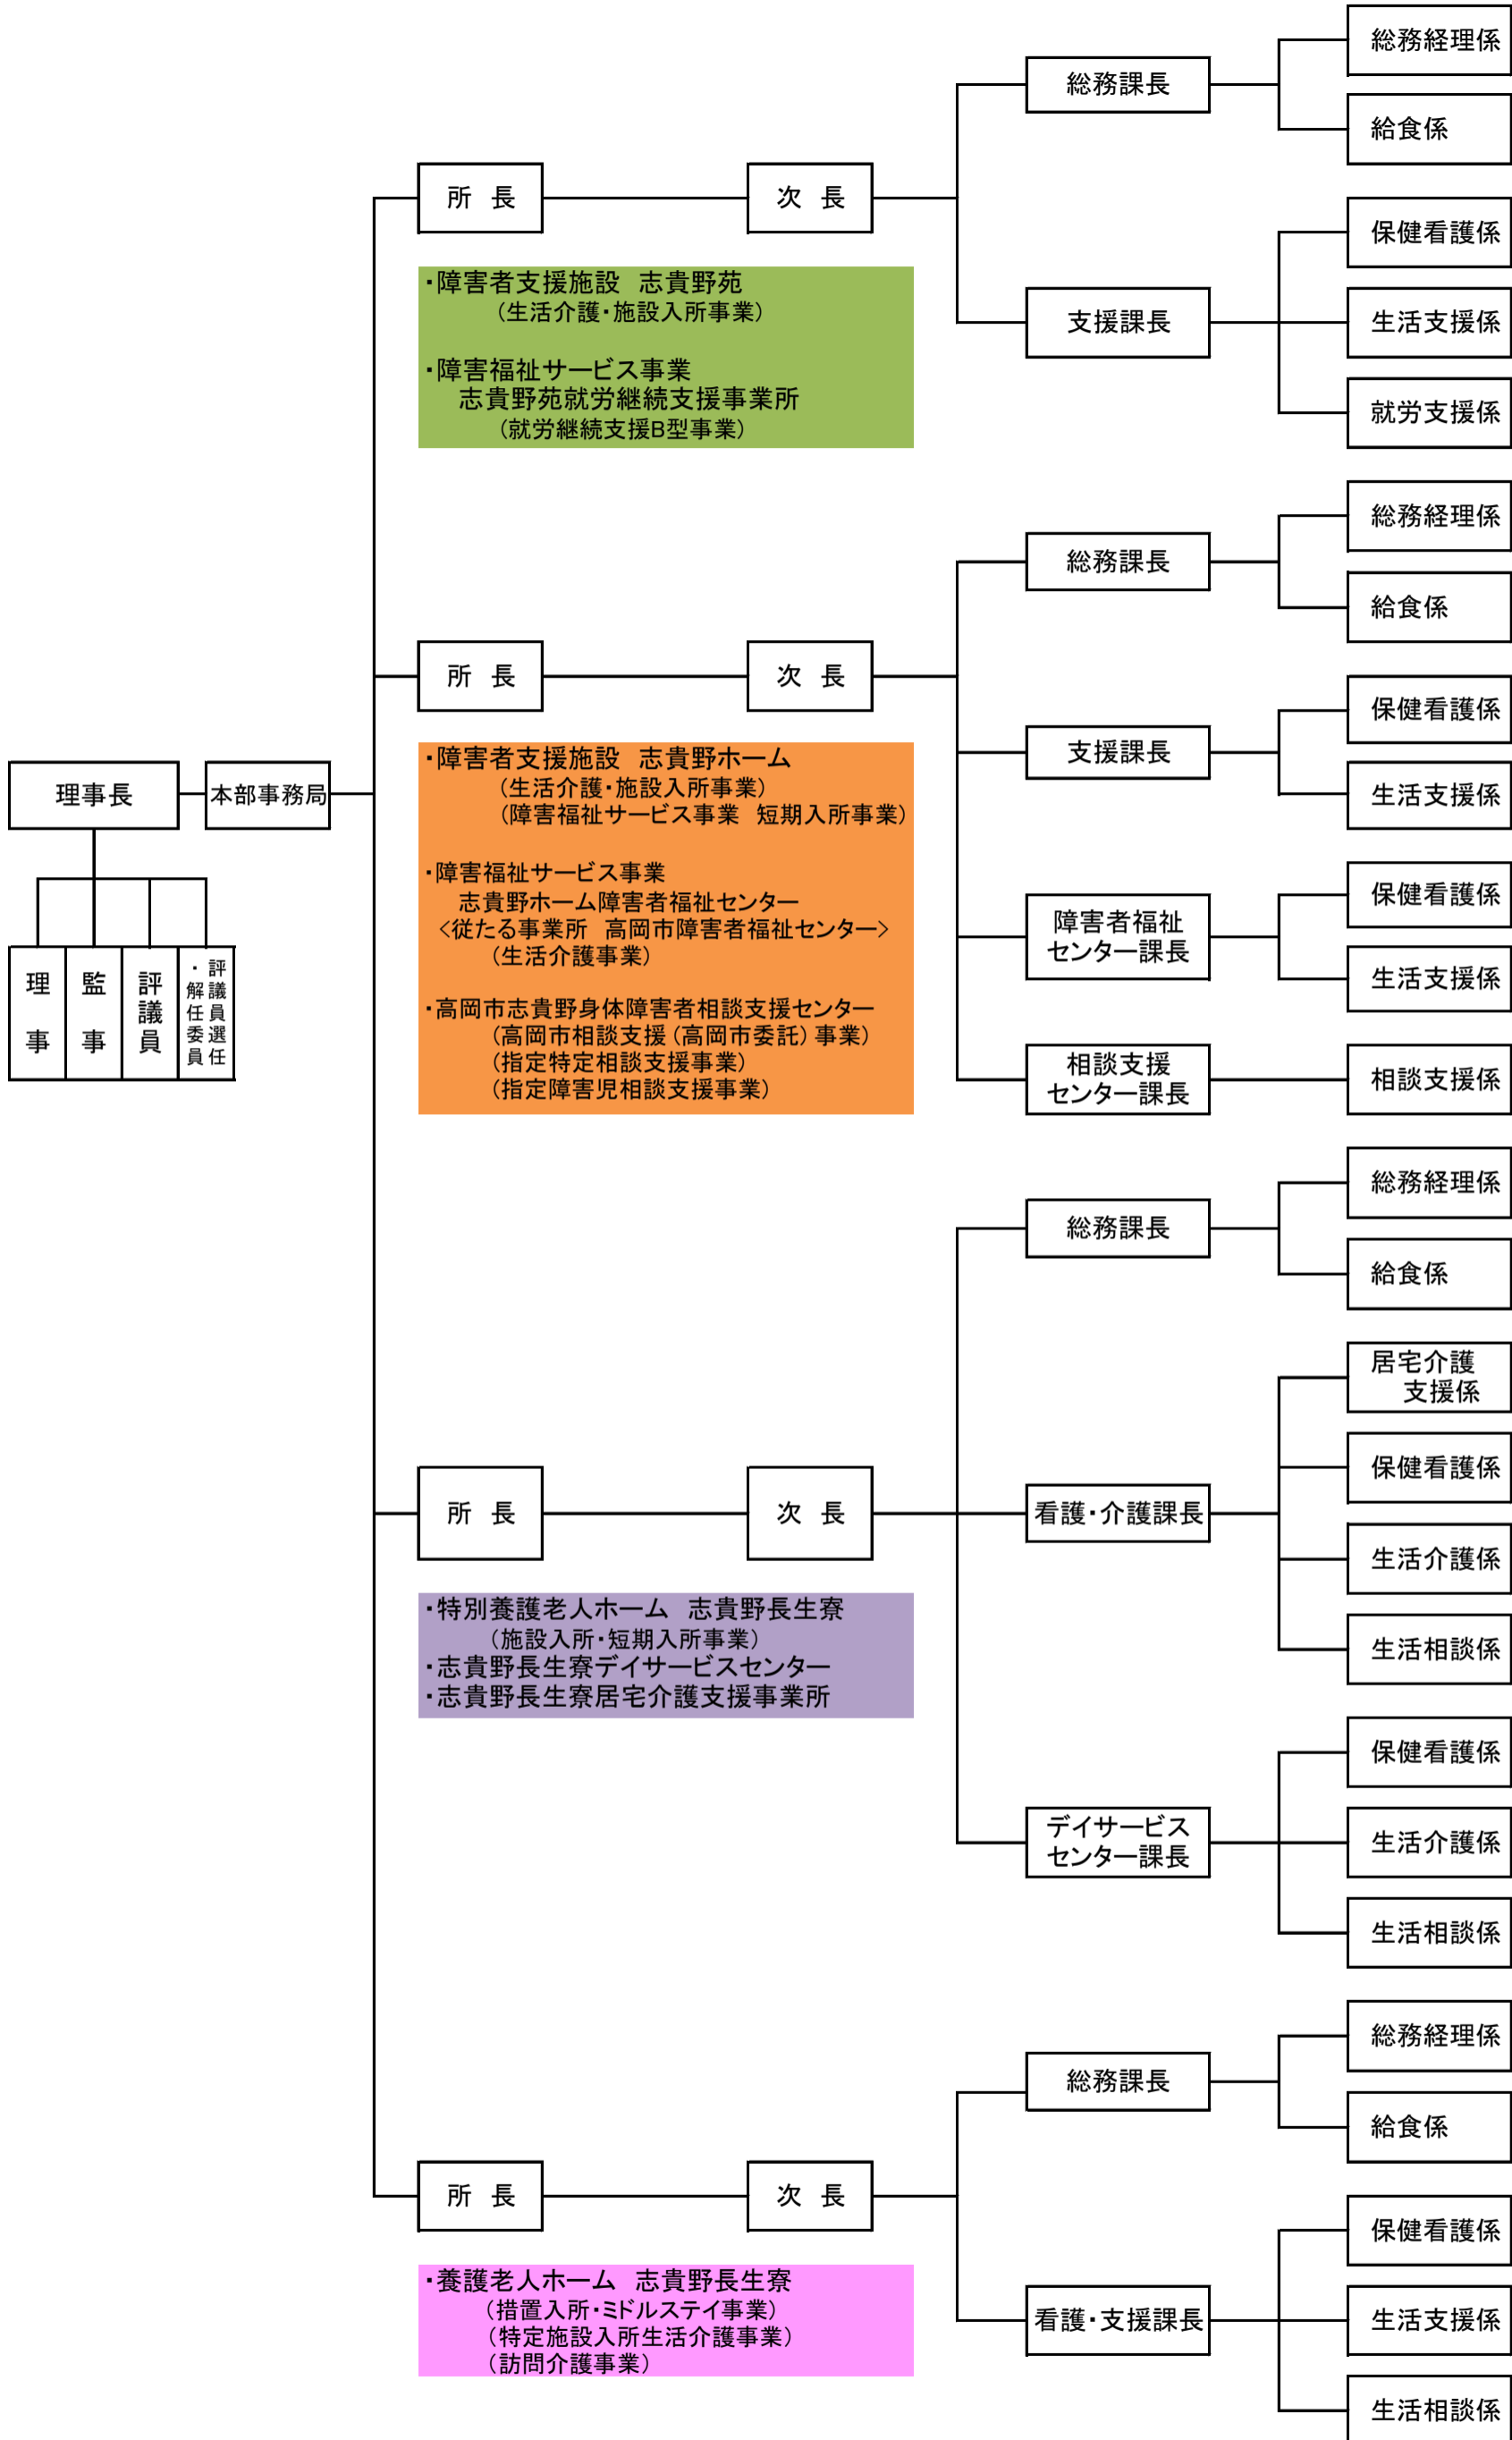 理事長
本部事務局
理事
監事
評議員
評議員選任
・解任委員
所 長
次 長
・障害者支援施設 志貴野苑
（生活介護・施設入所事業）
・障害福祉サービス事業
志貴野苑就労継続支援事業所
（就労継続支援B型事業）
総務課長
総務経理係
給食係
支援課長
保健看護係
生活支援係
就労支援係
所 長
次 長
・障害者支援施設 志貴野ホーム
（生活介護・施設入所事業）
（障害福祉サービス事業 短期入所事業）
・障害福祉サービス事業
志貴野ホーム障害者福祉センター
<従たる事業所 高岡市障害者福祉センター>
（生活介護事業）
・高岡市志貴野身体障害者相談支援センター
（高岡市相談支援（高岡市委託）事業）
（指定特定相談支援事業）
（指定障害児相談支援事業）
総務課長
総務経理係
給食係
支援課長
保健看護係
生活支援係
障害者福祉
センター課長
保健看護係
生活支援係
相談支援
センター課長
相談支援係
所 長
次 長
・特別養護老人ホーム 志貴野長生寮
（施設入所・短期入所事業）
・志貴野長生寮デイサービスセンター
・志貴野長生寮居宅介護支援事業所
総務課長
総務経理係
給食係
看護・介護課長
居宅介護
支援係
保健看護係
生活介護係
生活相談係
デイサービス
センター課長
保健看護係
生活介護係
生活相談係
所 長
次 長
・養護老人ホーム 志貴野長生寮
（措置入所・ミドルステイ事業）
（特定施設入所生活介護事業）
（訪問介護事業）
総務課長
総務経理係
給食係
看護・支援課長
保健看護係
生活支援係
生活相談係